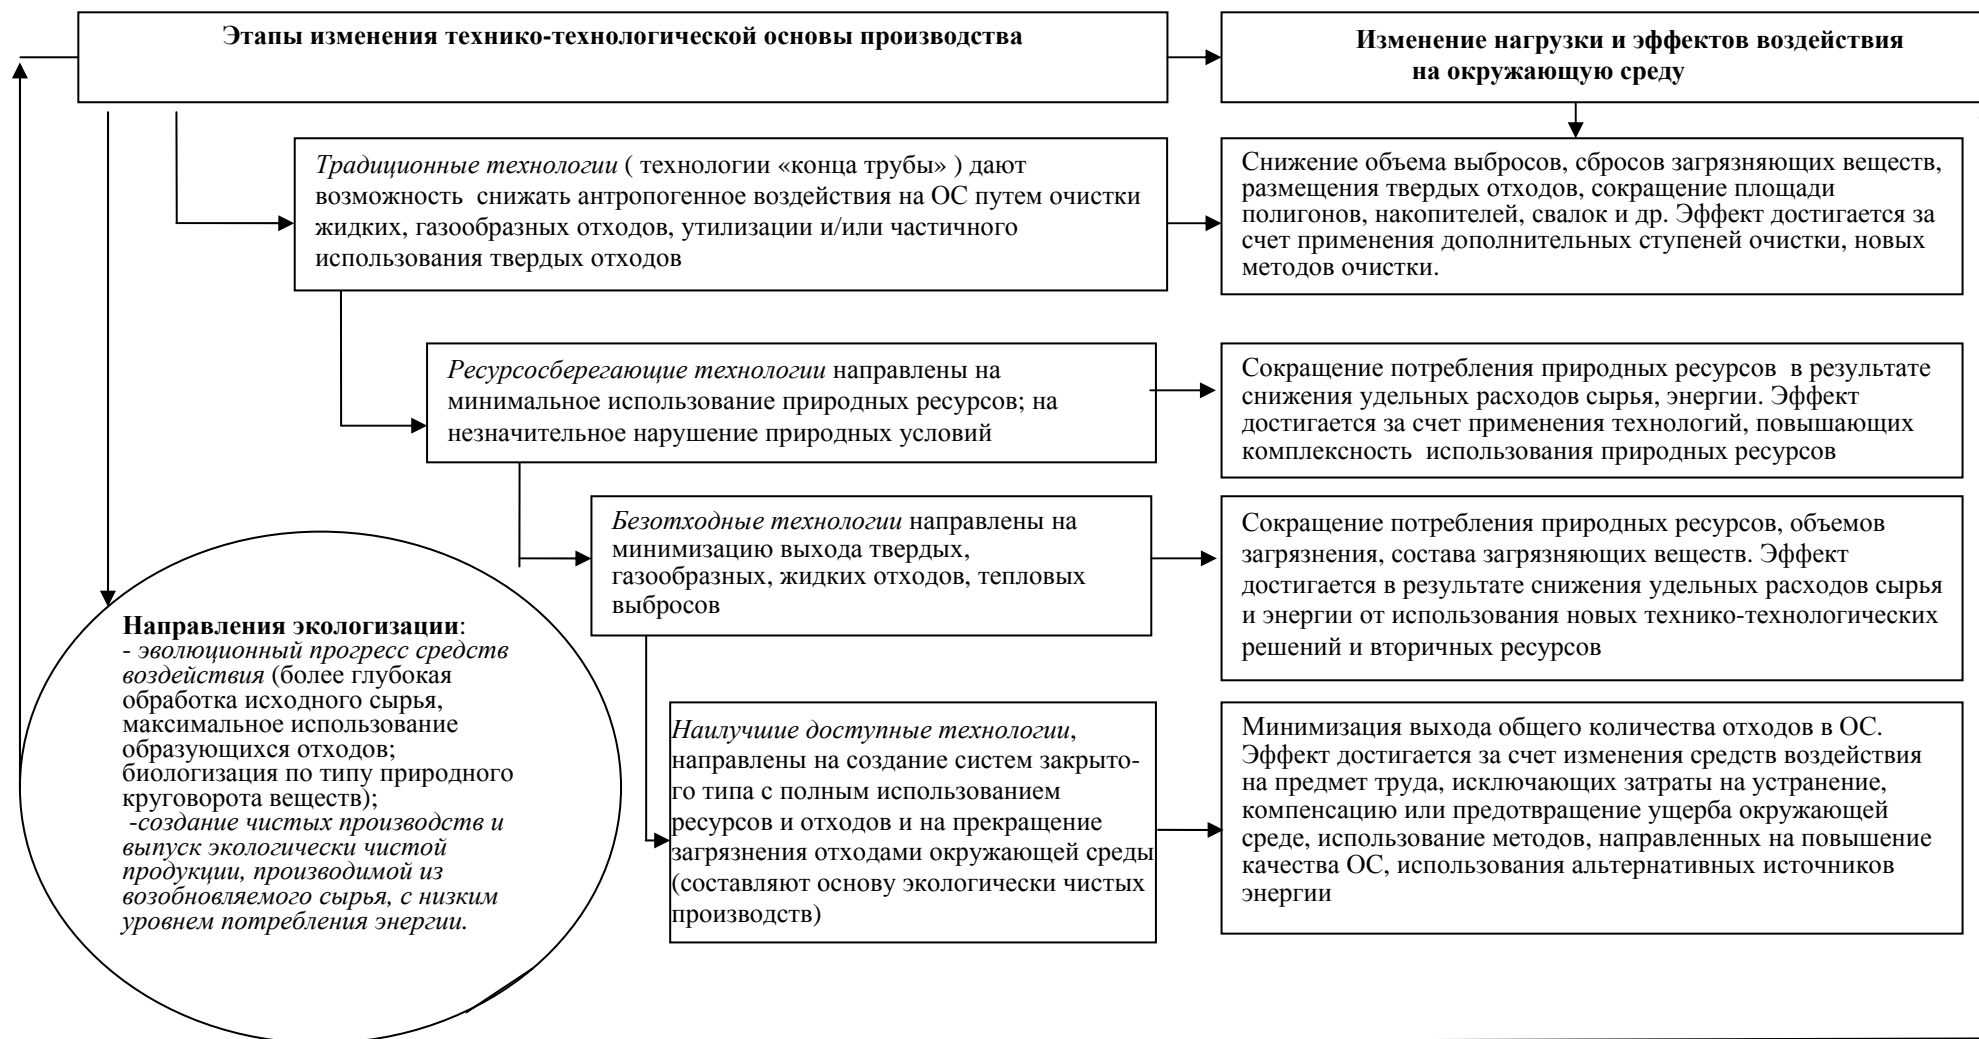 Этапы изменения технико-технологической основы производства
Изменение нагрузки и эффектов воздействия
на окружающую среду
Традиционные технологии ( технологии «конца трубы» ) дают
возможность снижать антропогенное воздействия на ОС путем очистки
жидких, газообразных отходов, утилизации и/или частичного
использования твердых отходов
Снижение объема выбросов, сбросов загрязняющих веществ,
размещения твердых отходов, сокращение площади
полигонов, накопителей, свалок и др. Эффект достигается за
счет применения дополнительных ступеней очистки, новых
методов очистки.
Ресурсосберегающие технологии направлены на
минимальное использование природных ресурсов; на
незначительное нарушение природных условий
Сокращение потребления природных ресурсов в результате
снижения удельных расходов сырья, энергии. Эффект
достигается за счет применения технологий, повышающих
комплексность использования природных ресурсов
Безотходные технологии направлены на
минимизацию выхода твердых,
газообразных, жидких отходов, тепловых
выбросов
Сокращение потребления природных ресурсов, объемов
загрязнения, состава загрязняющих веществ. Эффект
достигается в результате снижения удельных расходов сырья
и энергии от использования новых технико-технологических
решений и вторичных ресурсов
Направления экологизации:
- эволюционный прогресс средств
воздействия (более глубокая
обработка исходного сырья,
максимальное использование
образующихся отходов;
биологизация по типу природного
круговорота веществ);
-создание чистых производств и
выпуск экологически чистой
продукции, производимой из
возобновляемого сырья, с низким
уровнем потребления энергии.
Наилучшие доступные технологии,
направлены на создание систем закрыто-
го типа с полным использованием
ресурсов и отходов и на прекращение
загрязнения отходами окружающей среды
(составляют основу экологически чистых
производств)
Минимизация выхода общего количества отходов в ОС.
Эффект достигается за счет изменения средств воздействия
на предмет труда, исключающих затраты на устранение,
компенсацию или предотвращение ущерба окружающей
среде, использование методов, направленных на повышение
качества ОС, использования альтернативных источников
энергии